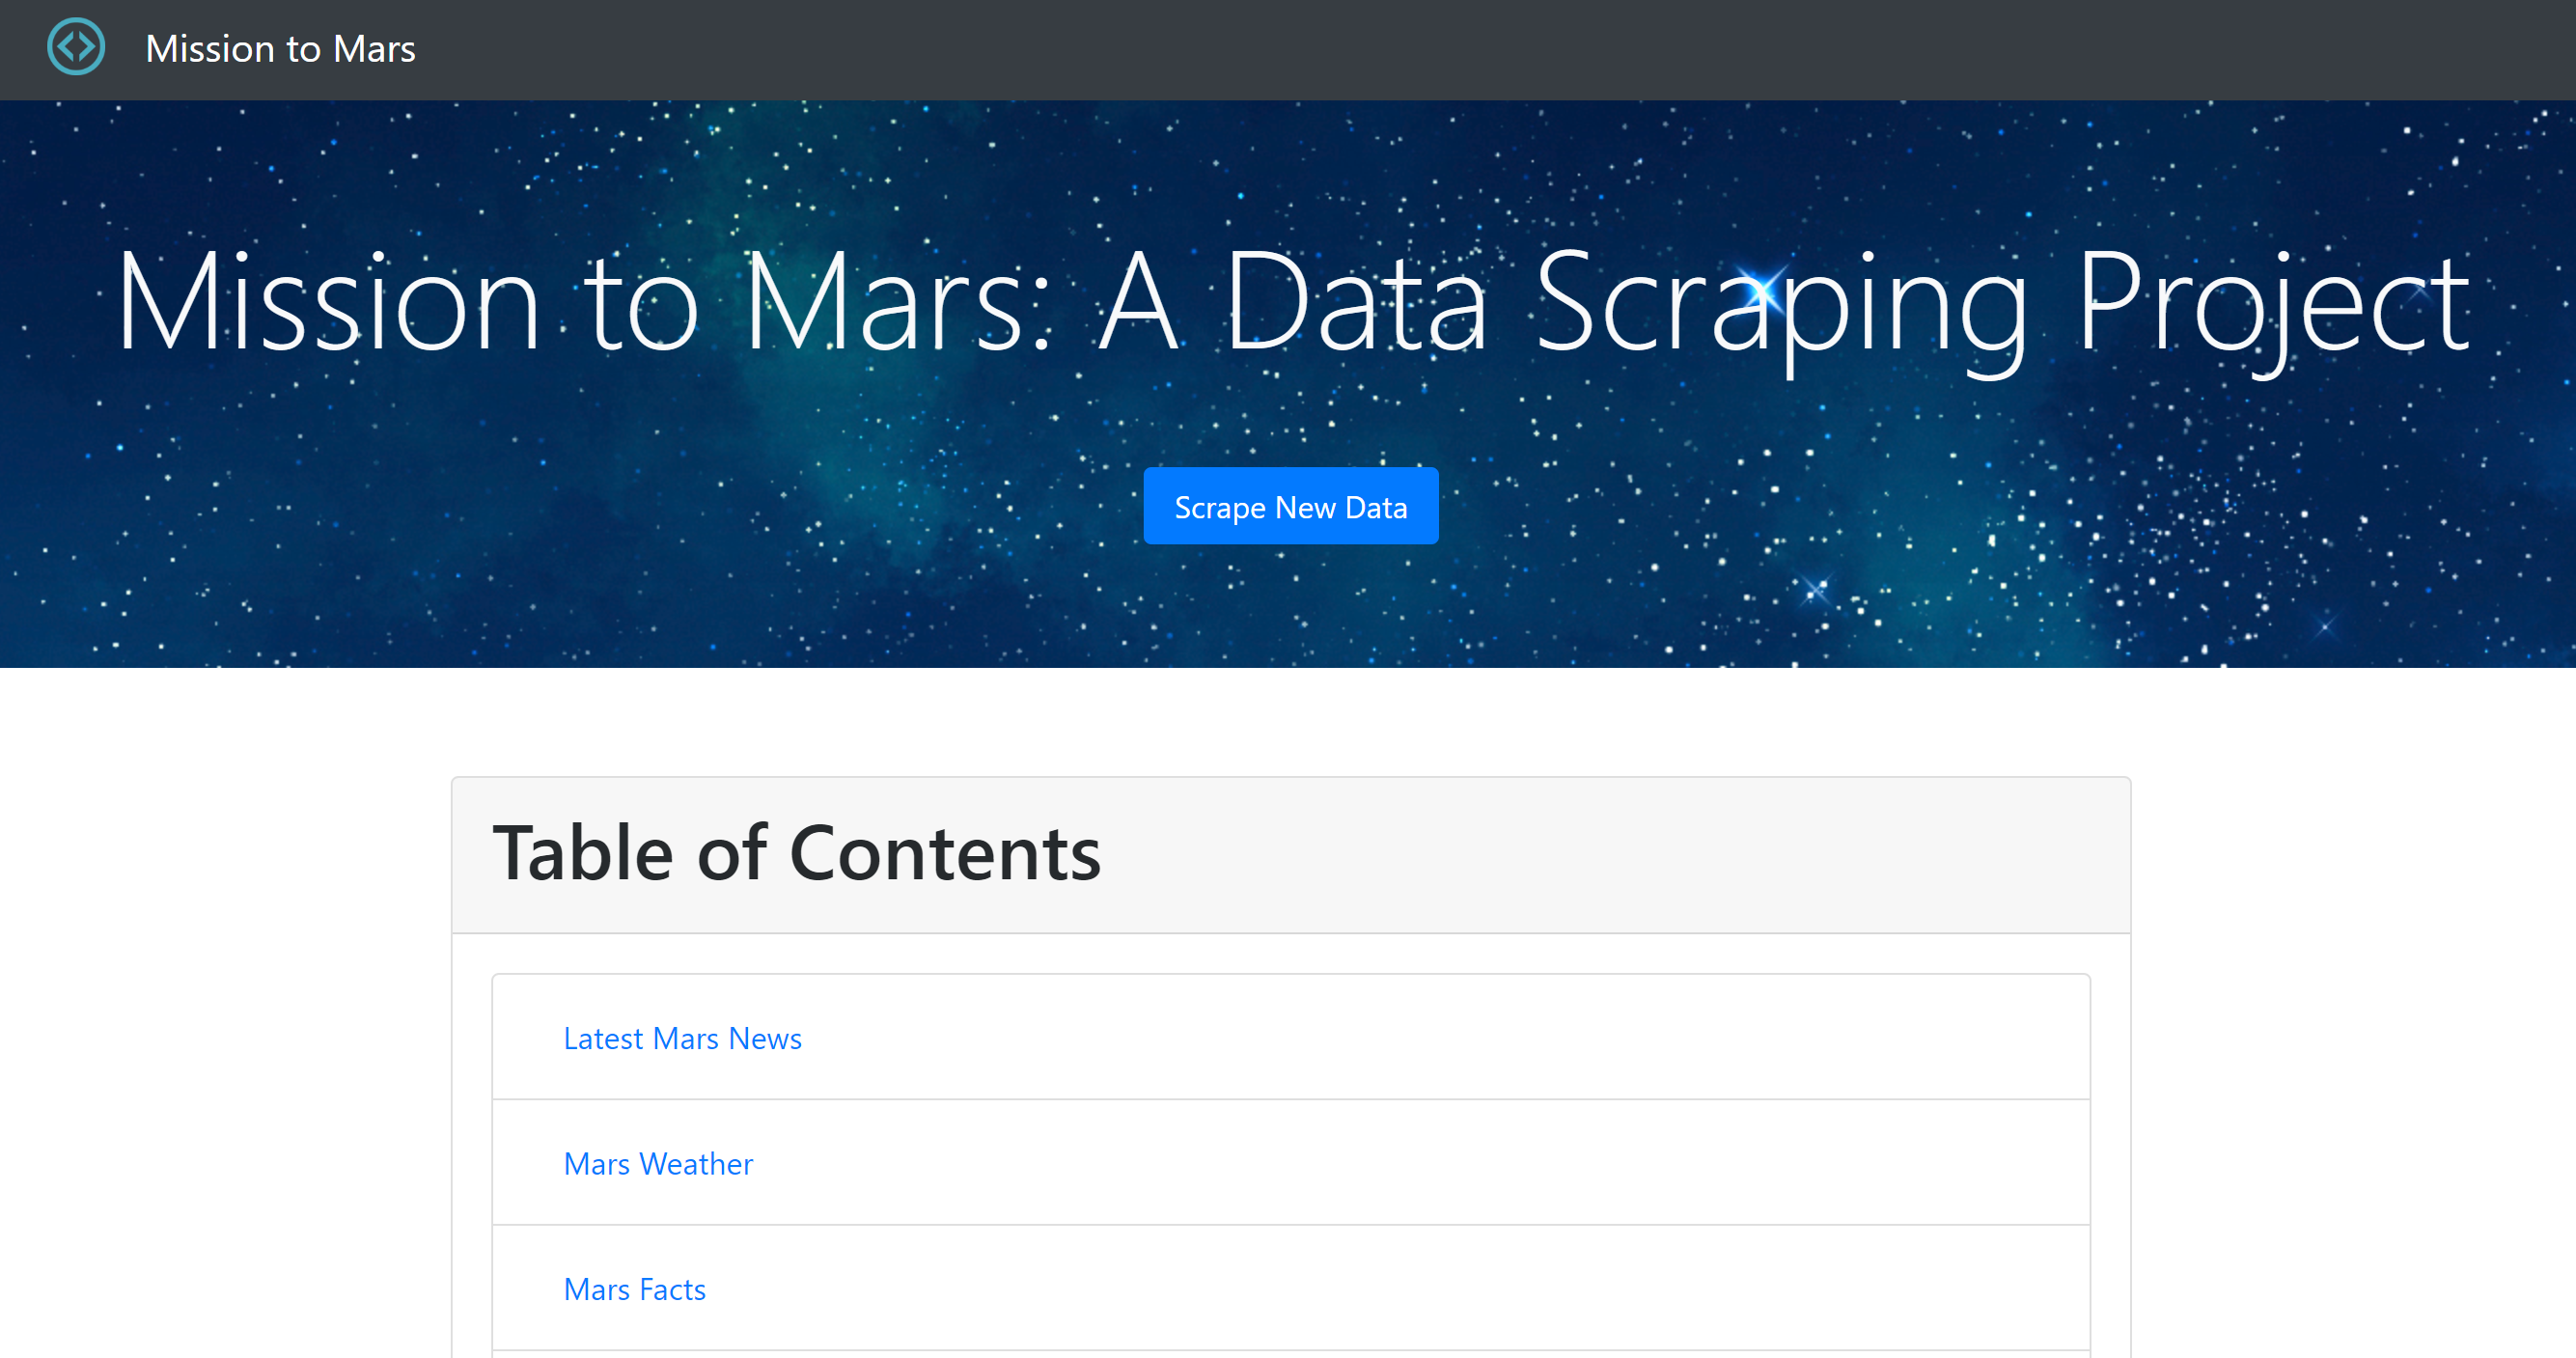 Mission to Mars
Mission to Mars: A Data Scraping Project
Scrape New Data
Table of Contents
Latest Mars News
Mars Weather
Mars Facts